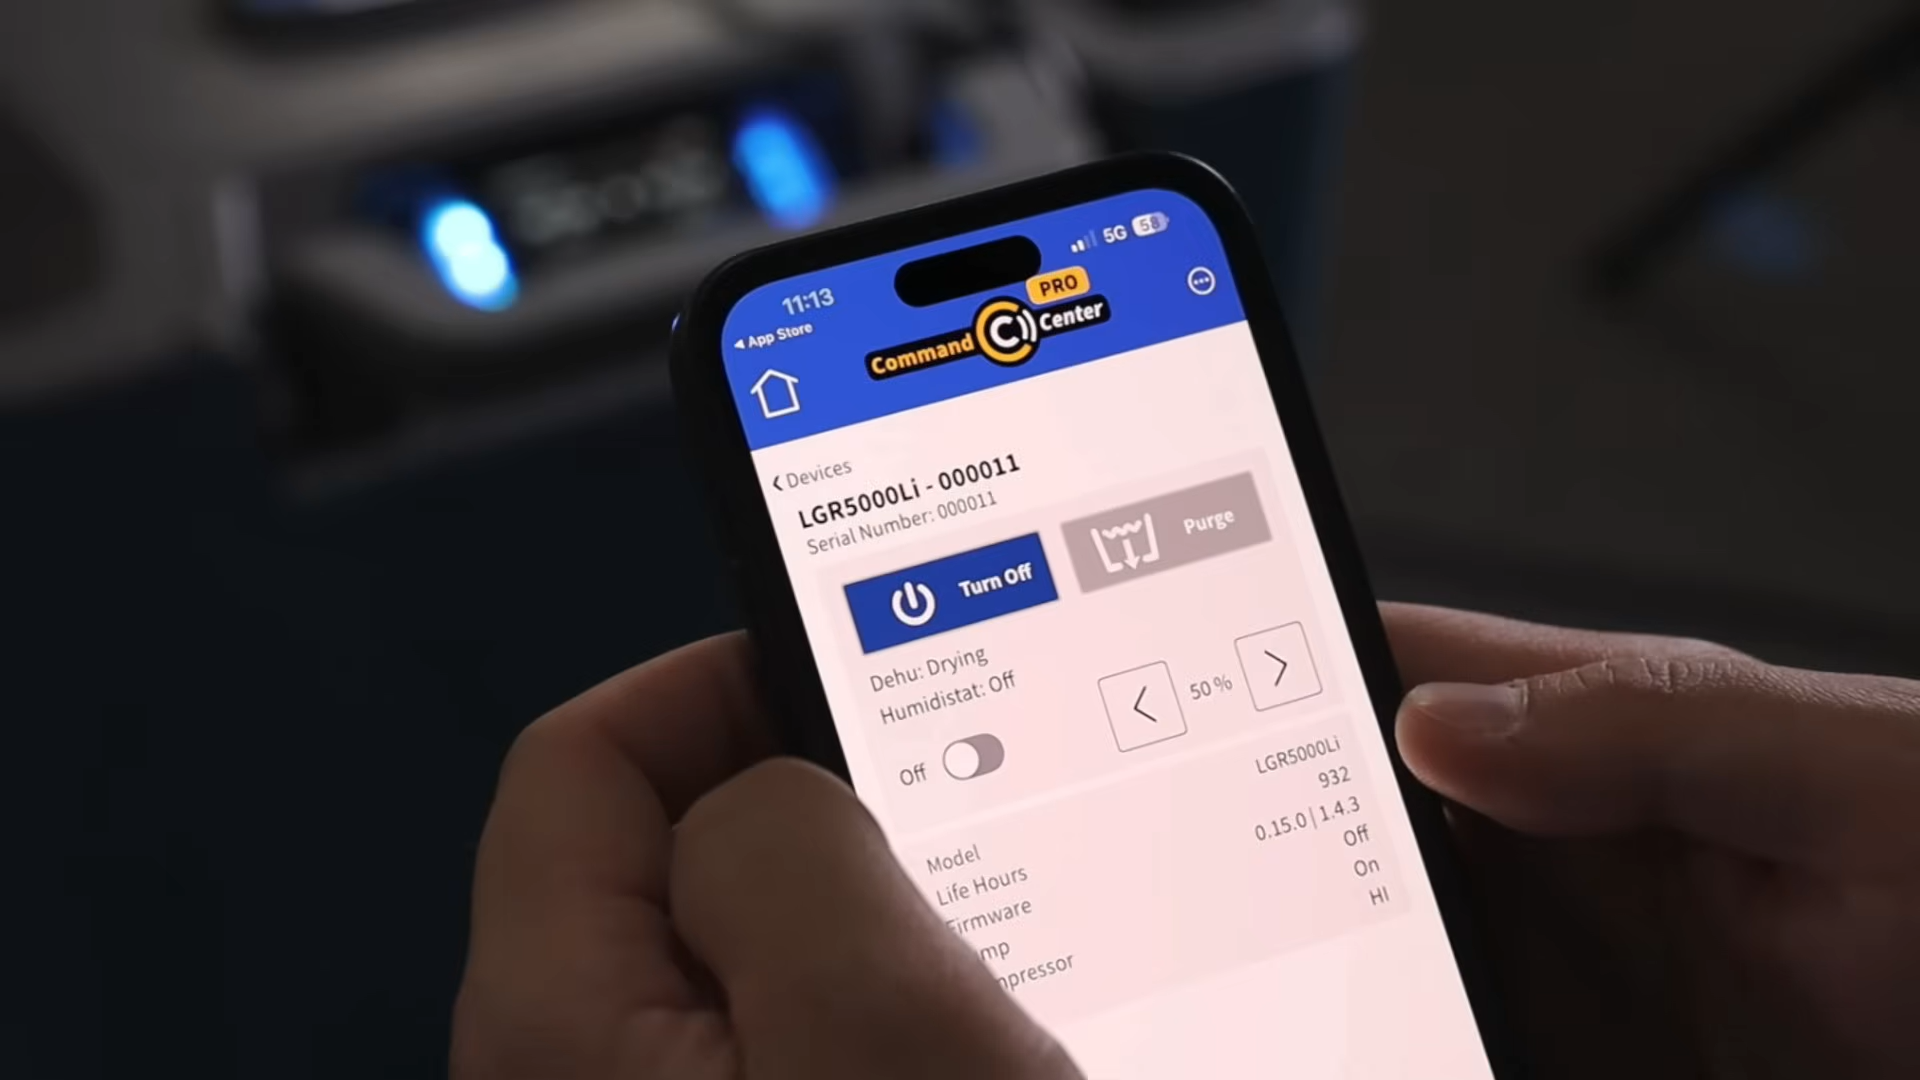 11:13
5G 58
App Store
PRO
Command C Center
Devices
LGR5000Li - 000011
Serial Number: 000011
Turn Off
Purge
Dehu: Drying
Humidistat: Off
50 %
Off
Model LGR5000Li
Life Hours 932
Firmware 0.15.0 | 1.4.3
Off
On
HI